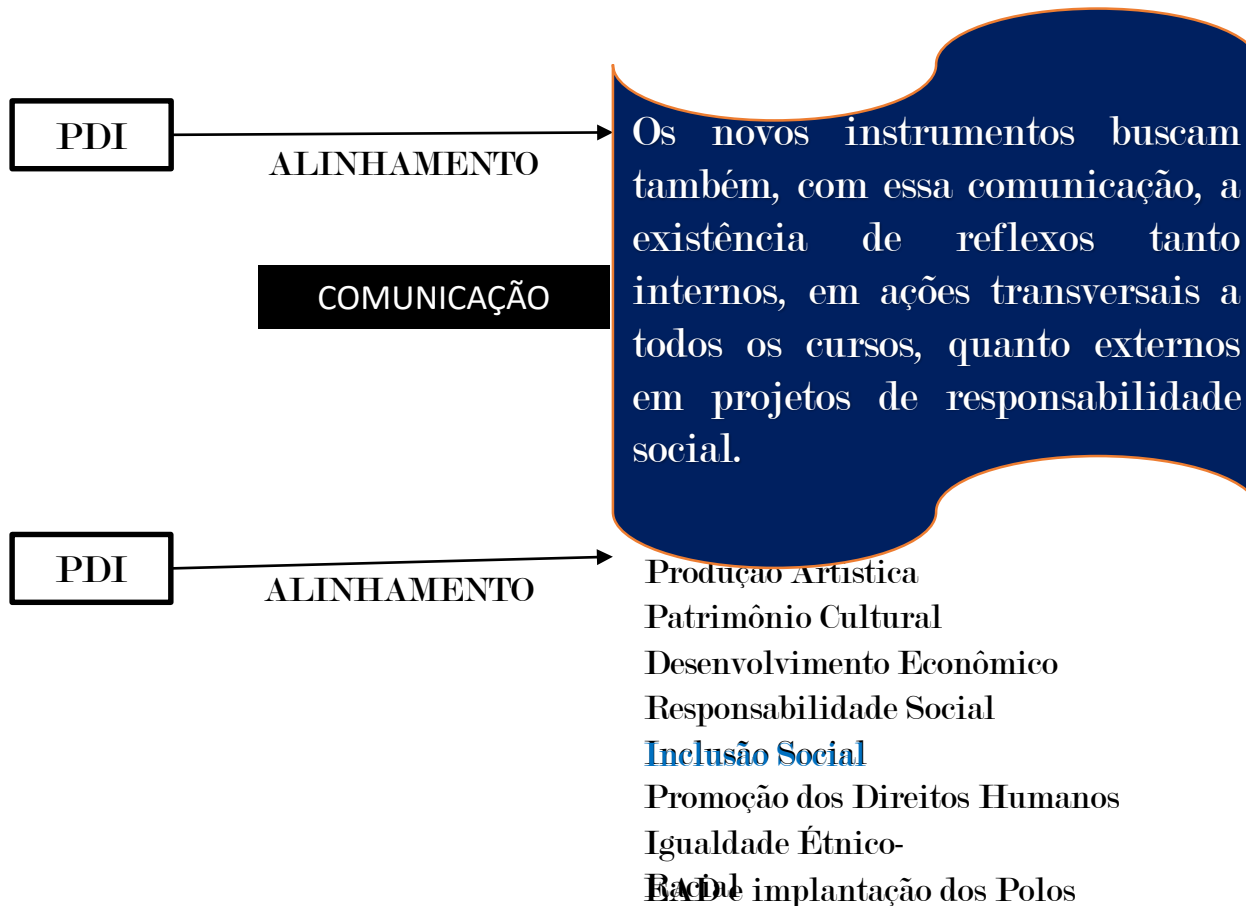 PDI
ALINHAMENTO
COMUNICAÇÃO
Os novos instrumentos buscam
também, com essa comunicação, a
existência de reflexos tanto
internos, em ações transversais a
todos os cursos, quanto externos
em projetos de responsabilidade
social.
PDI
ALINHAMENTO
Produção Artística
Patrimônio Cultural
Desenvolvimento Econômico
Responsabilidade Social
Inclusão Social
Promoção dos Direitos Humanos
Igualdade Étnico-
Racial
EAD e implantação dos Polos